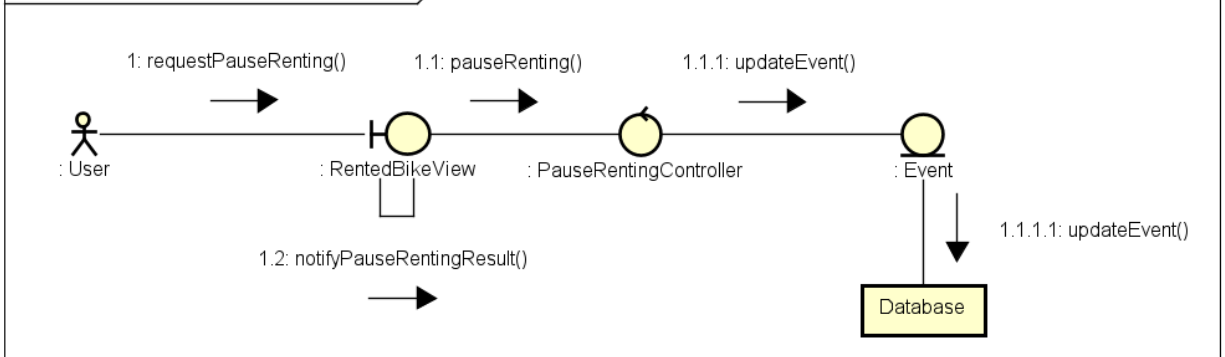 1: requestPauseRenting()
1.1: pauseRenting()
1.1.1: updateEvent()
: User
: RentedBikeView
: PauseRentingController
: Event
1.1.1.1: updateEvent()
1.2: notifyPauseRentingResult()
Database